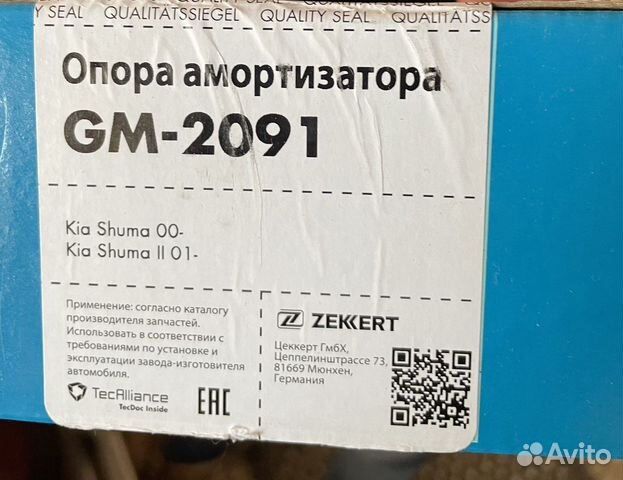 Y SEAL QUALITÄTSSIEGEL QUALITY SEAL QUALITÄTSS
Опора амортизатора
GM-2091
Kia Shuma 00-
Kia Shuma II 01-
Применение: согласно каталогу
производителя запчастей.
Использовать в соответствии с
требованиями по установке и
эксплуатации завода-изготовителя
автомобиля.
TecAlliance
TecDoc Inside
EAC
ZEKKERT
Цеккерт ГмбХ,
Цеппелинштрассе 73,
81669 Мюнхен,
Германия
Avito